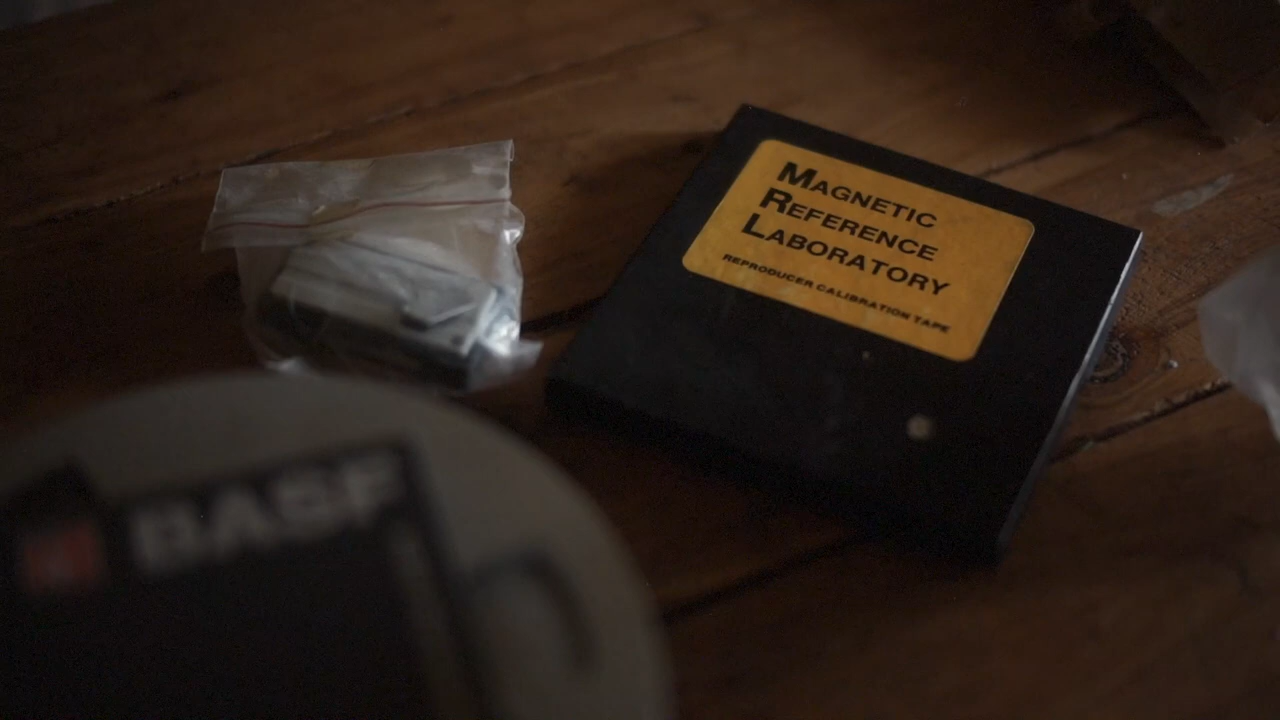 MAGNETIC
REFERENCE
LABORATORY
REPRODUCER CALIBRATION TAPE
BASF